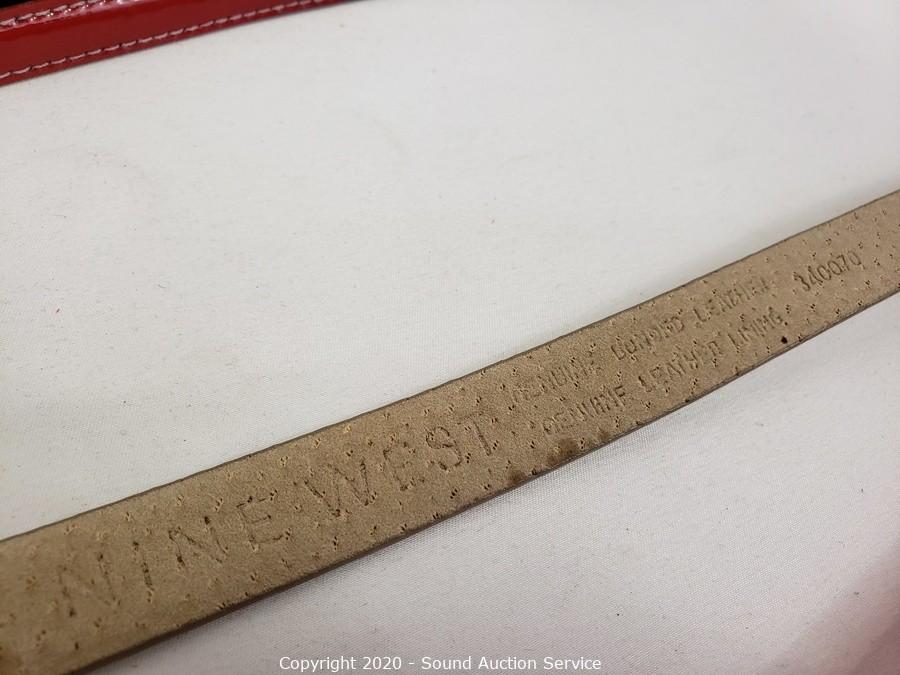 NINE WEST
GENUINE BONDED LEATHER 340070
GENUINE LEATHER LINING
Copyright 2020 - Sound Auction Service